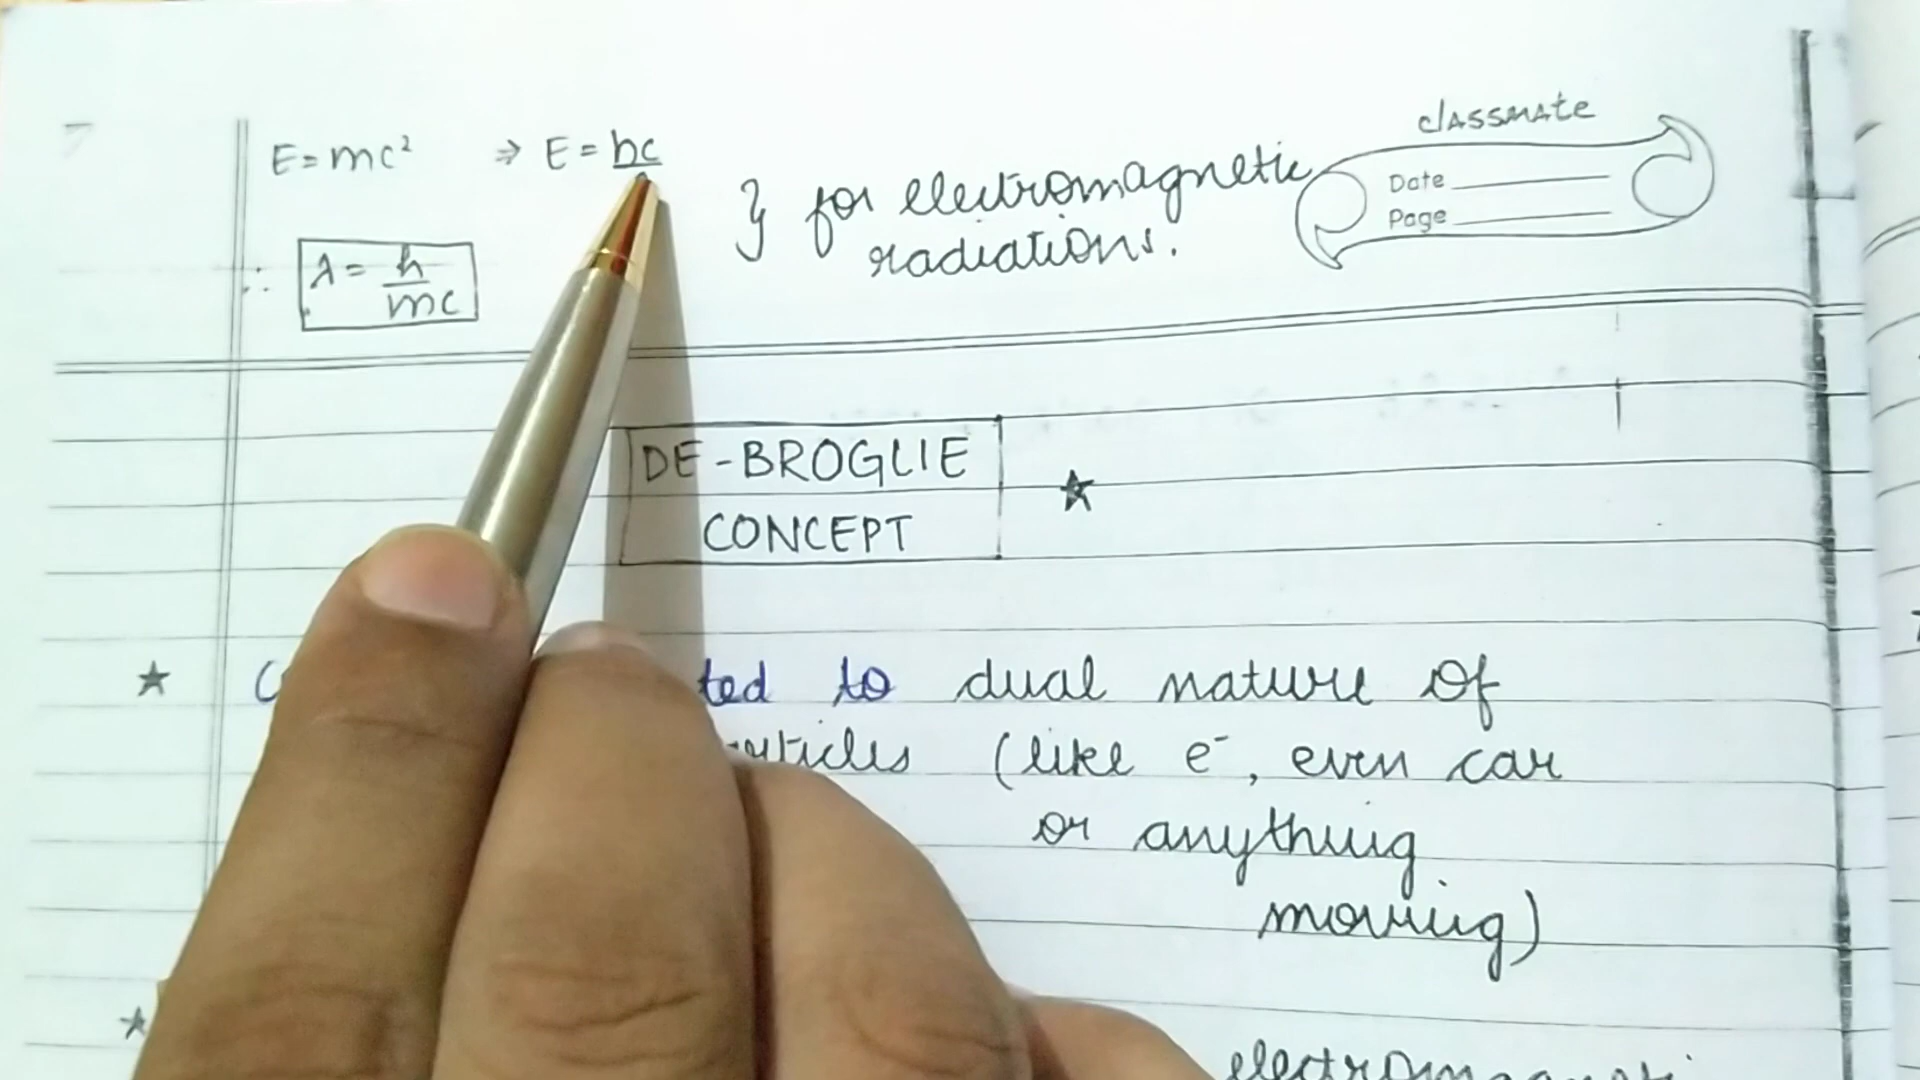 classmate
E=mc² ⇒ E = hc
} for electromagnetic
radiations.
Date
Page
∴ λ = h/mc
DE-BROGLIE
CONCEPT
to dual nature of
(like e⁻, even car
or anything
moving)